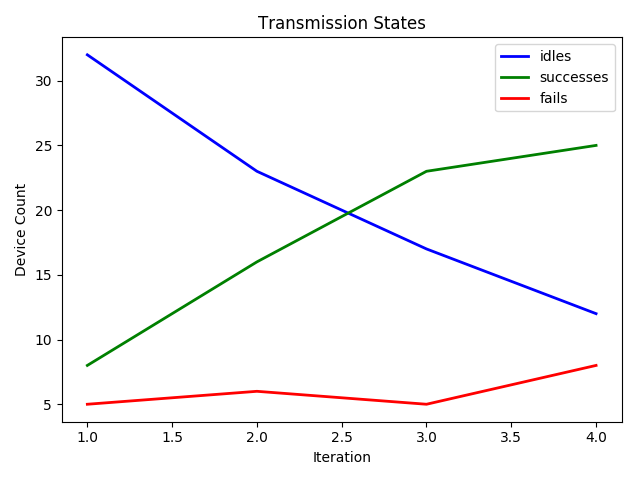 Transmission States
idles
successes
fails
Device Count
30
25
20
15
10
5
1.0 1.5 2.0 2.5 3.0 3.5 4.0
Iteration